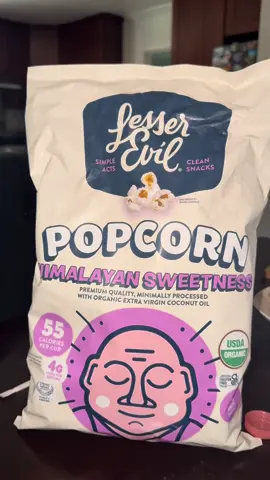 Lesser
Evil
SIMPLE ACTS
CLEAN SNACKS
POPCORN
HIMALAYAN SWEETNESS
PREMIUM QUALITY, MINIMALLY PROCESSED
WITH ORGANIC EXTRA VIRGIN COCONUT OIL
55
CALORIES
PER CUP
4G
USDA
ORGANIC